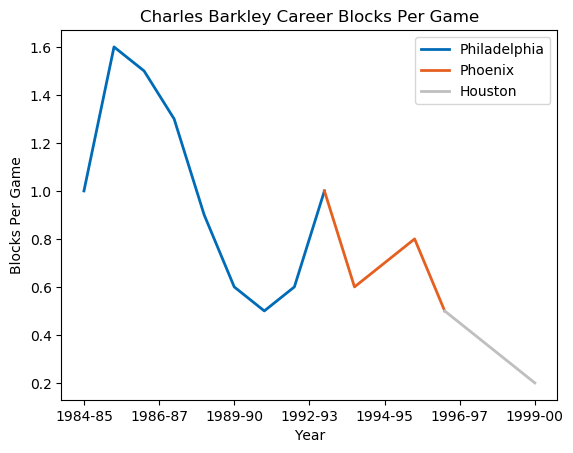 Charles Barkley Career Blocks Per Game
Philadelphia
Phoenix
Houston
Blocks Per Game
1.6
1.4
1.2
1.0
0.8
0.6
0.4
0.2
1984-85 1986-87 1989-90 1992-93 1994-95 1996-97 1999-00
Year